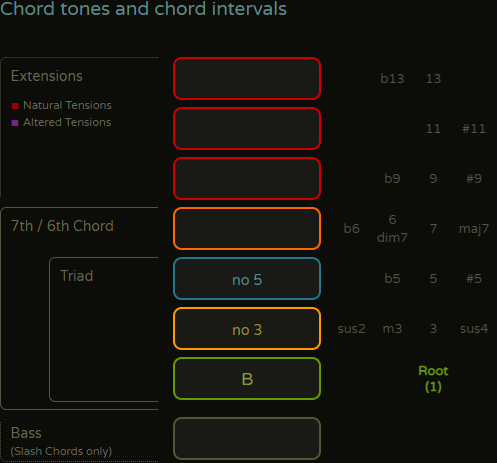 Chord tones and chord intervals
Extensions
b13 13
Natural Tensions
Altered Tensions
11 #11
b9 9 #9
7th / 6th Chord
b6 6 dim7 7 maj7
Triad
no 5
b5 5 #5
no 3
sus2 m3 3 sus4
B
Root
(1)
Bass
(Slash Chords only)